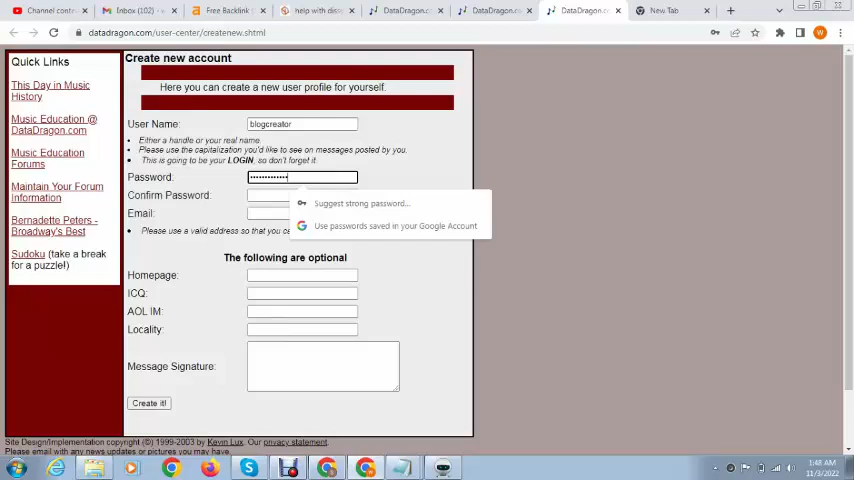 Channel cont
Inbox (102) -
Free Backlink
help with diss
DataDragon.c
DataDragon.c
DataDragon.c
New Tab
datadragon.com/user-center/createnew.shtml
W
Quick Links
This Day in Music
History
Music Education @
DataDragon.com
Music Education
Forums
Maintain Your Forum
Information
Bernadette Peters -
Broadway's Best
Sudoku (take a break
for a puzzle!)
Create new account
Here you can create a new user profile for yourself.
User Name: blogcreator
Either a handle or your real name.
Please use the capitalization you'd like to see on messages posted by you.
This is going to be your LOGIN, so don't forget it.
Password: •••••••••••••
Suggest strong password...
Confirm Password:
Use passwords saved in your Google Account
Email:
Please use a valid address so that you ca
The following are optional
Homepage:
ICQ:
AOL IM:
Locality:
Message Signature:
Create it!
Site Design/Implementation copyright (©) 1999-2003 by Kevin Lux. Our privacy statement.
Please email with any news updates or pictures you may have.
1:48 AM
11/3/2022